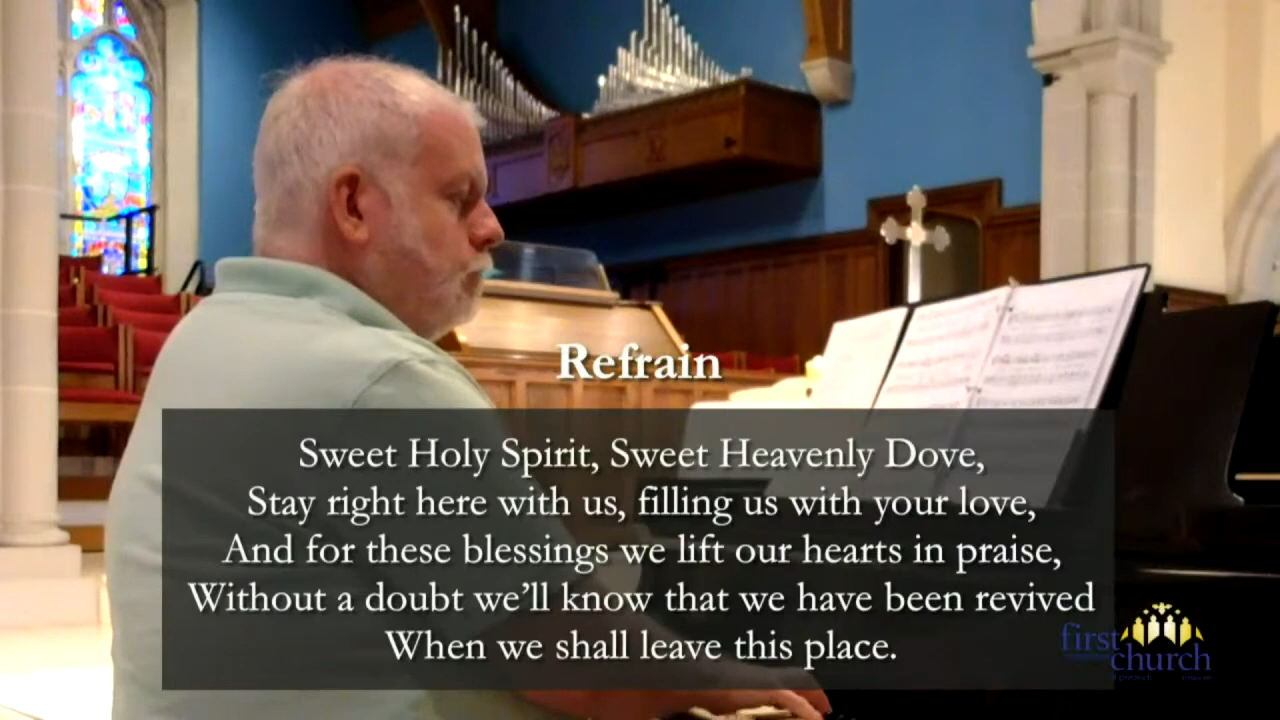 Refrain
Sweet Holy Spirit, Sweet Heavenly Dove,
Stay right here with us, filling us with your love,
And for these blessings we lift our hearts in praise,
Without a doubt we’ll know that we have been revived
When we shall leave this place.
first
church